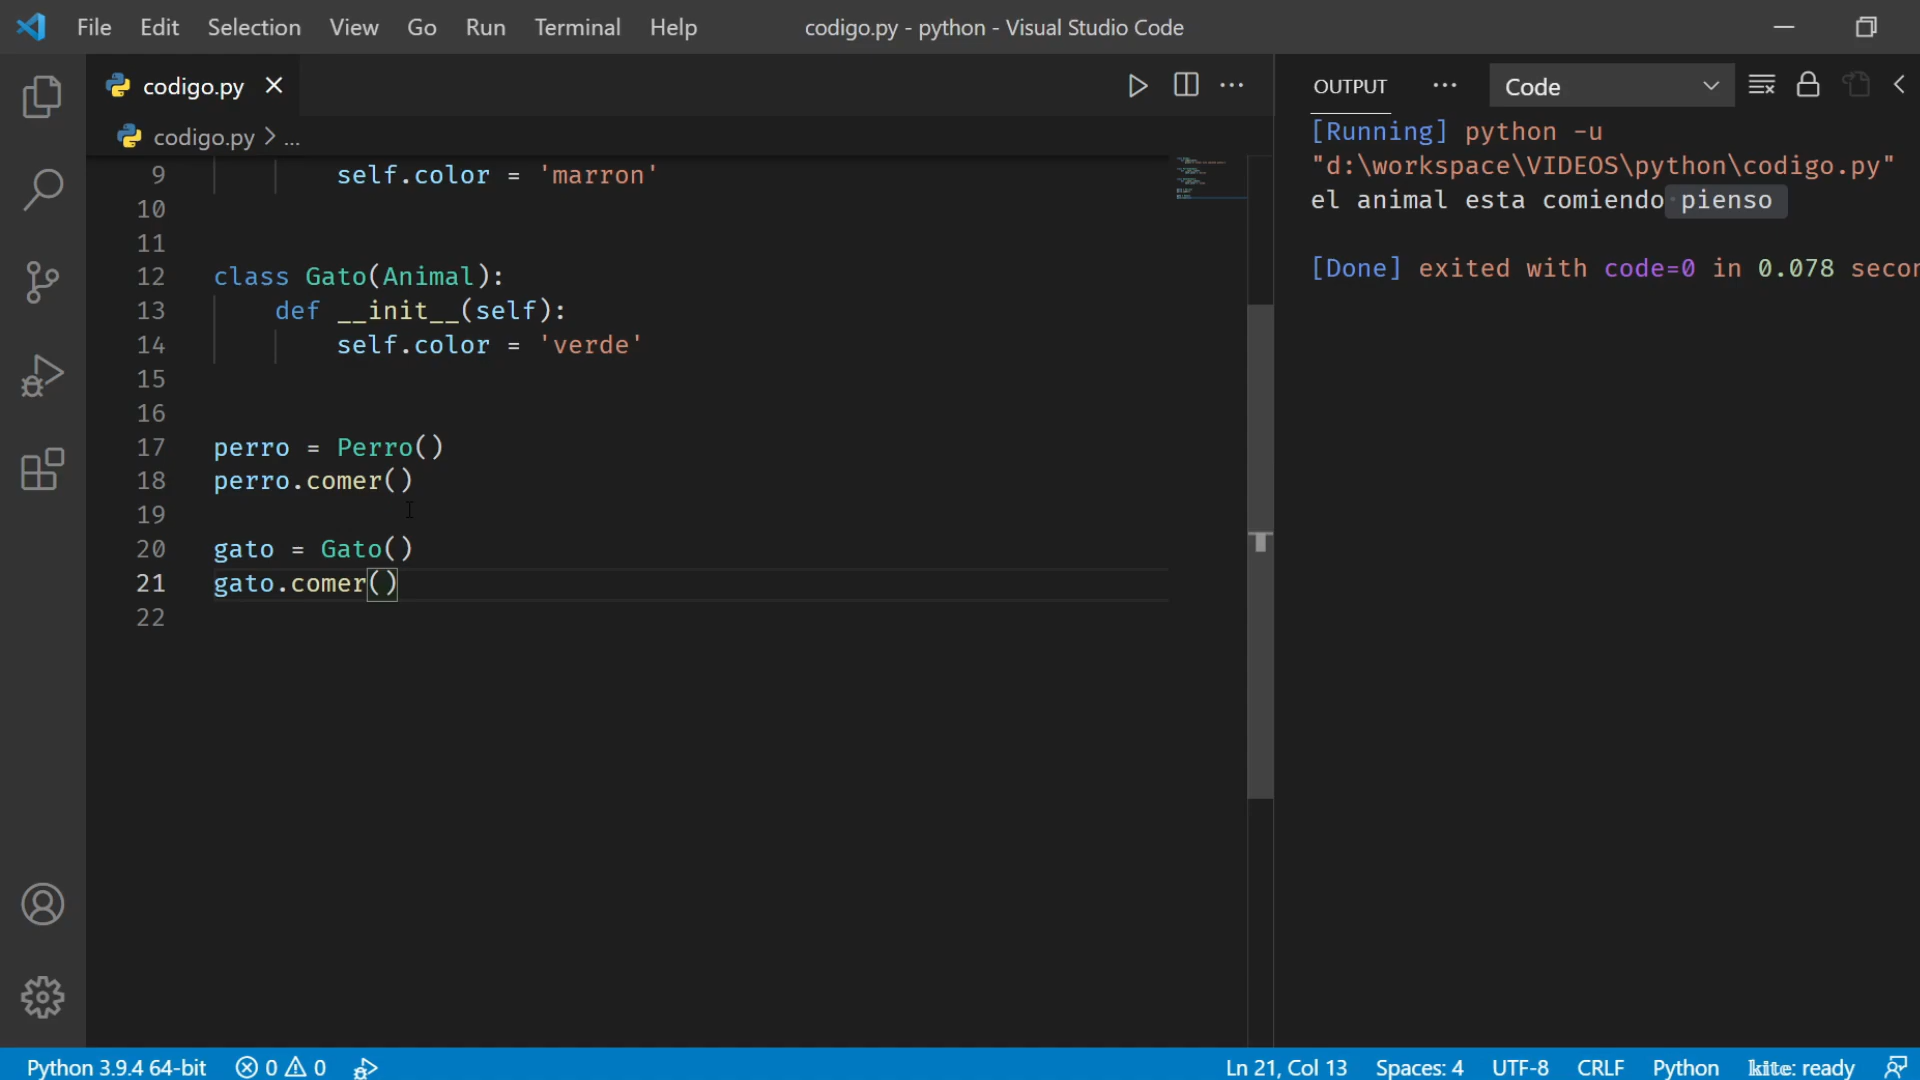 File Edit Selection View Go Run Terminal Help codigo.py - python - Visual Studio Code
codigo.py
codigo.py > ...
9 self.color = 'marron'
10
11
12 class Gato(Animal):
13 def __init__(self):
14 self.color = 'verde'
15
16
17 perro = Perro()
18 perro.comer()
19
20 gato = Gato()
21 gato.comer()
22
OUTPUT ... Code
[Running] python -u
"d:\workspace\VIDEOS\python\codigo.py"
el animal esta comiendo pienso
[Done] exited with code=0 in 0.078 secon
Python 3.9.4 64-bit 0 0 Ln 21, Col 13 Spaces: 4 UTF-8 CRLF Python kite: ready